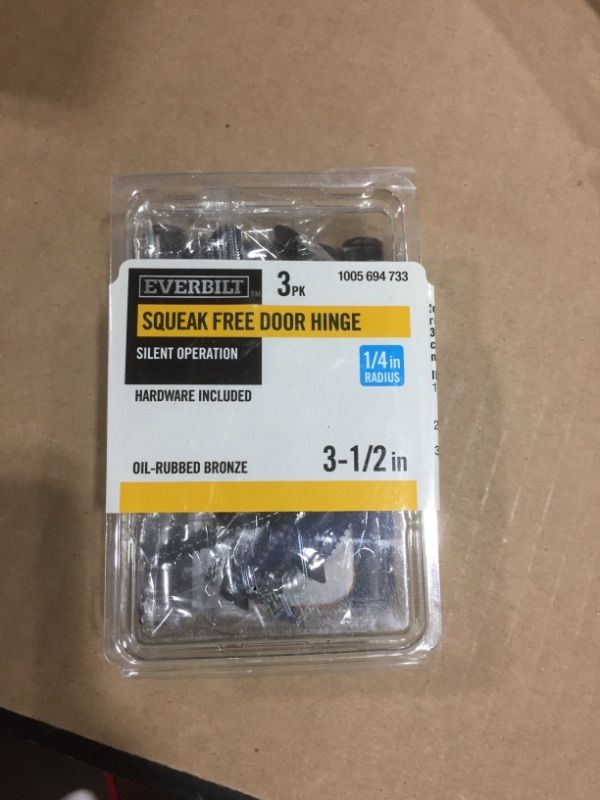 EVERBILT TM 3PK 1005 694 733
SQUEAK FREE DOOR HINGE
SILENT OPERATION
1/4 in
RADIUS
HARDWARE INCLUDED
OIL-RUBBED BRONZE 3-1/2 in